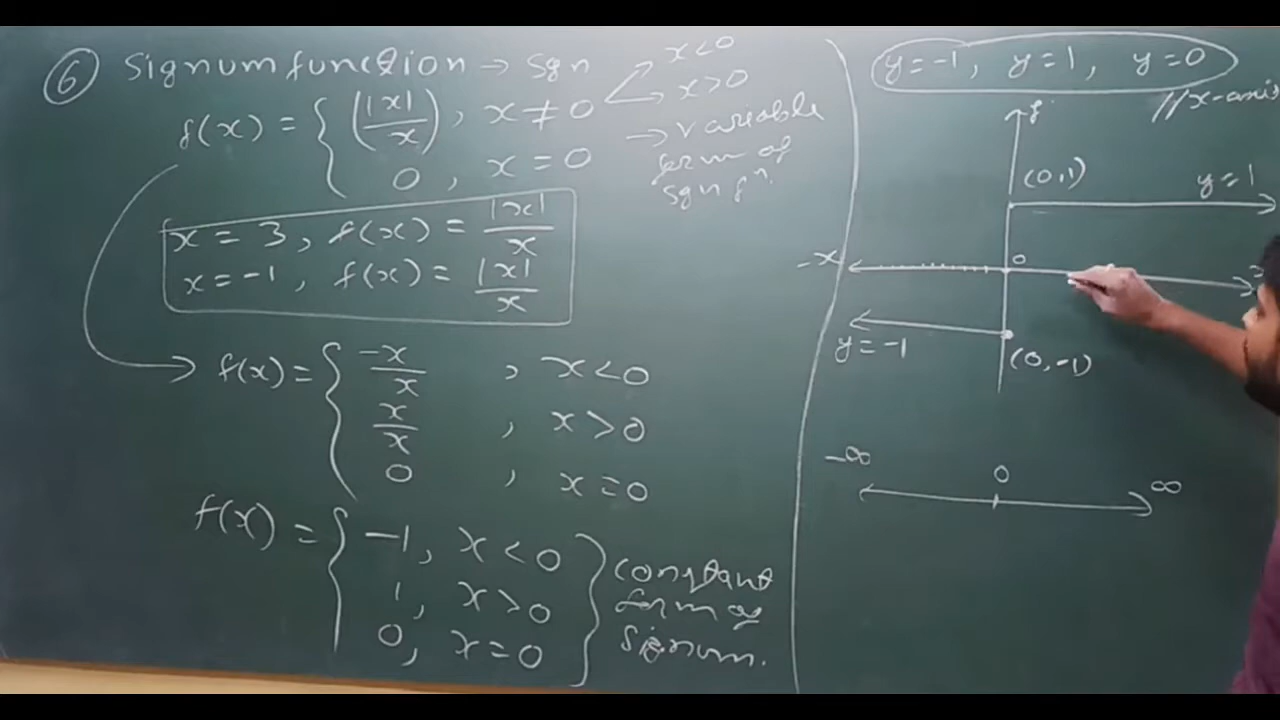 ⑥ Signum function → Sgn
x < 0
x > 0
f(x) = { (|x|/x), x ≠ 0
0, x = 0
→ variable
form of
sgn fⁿ.
x = 3, f(x) = |x|/x
x = -1, f(x) = |x|/x
f(x) = { -x/x , x < 0
x/x , x > 0
0 , x = 0
f(x) = { -1, x < 0
1, x > 0
0, x = 0
} constant
form of
signum.
y = -1, y = 1, y = 0
// x-axis
(0,1)
y = 1
-x
0
y = -1
(0,-1)
-∞
0
∞